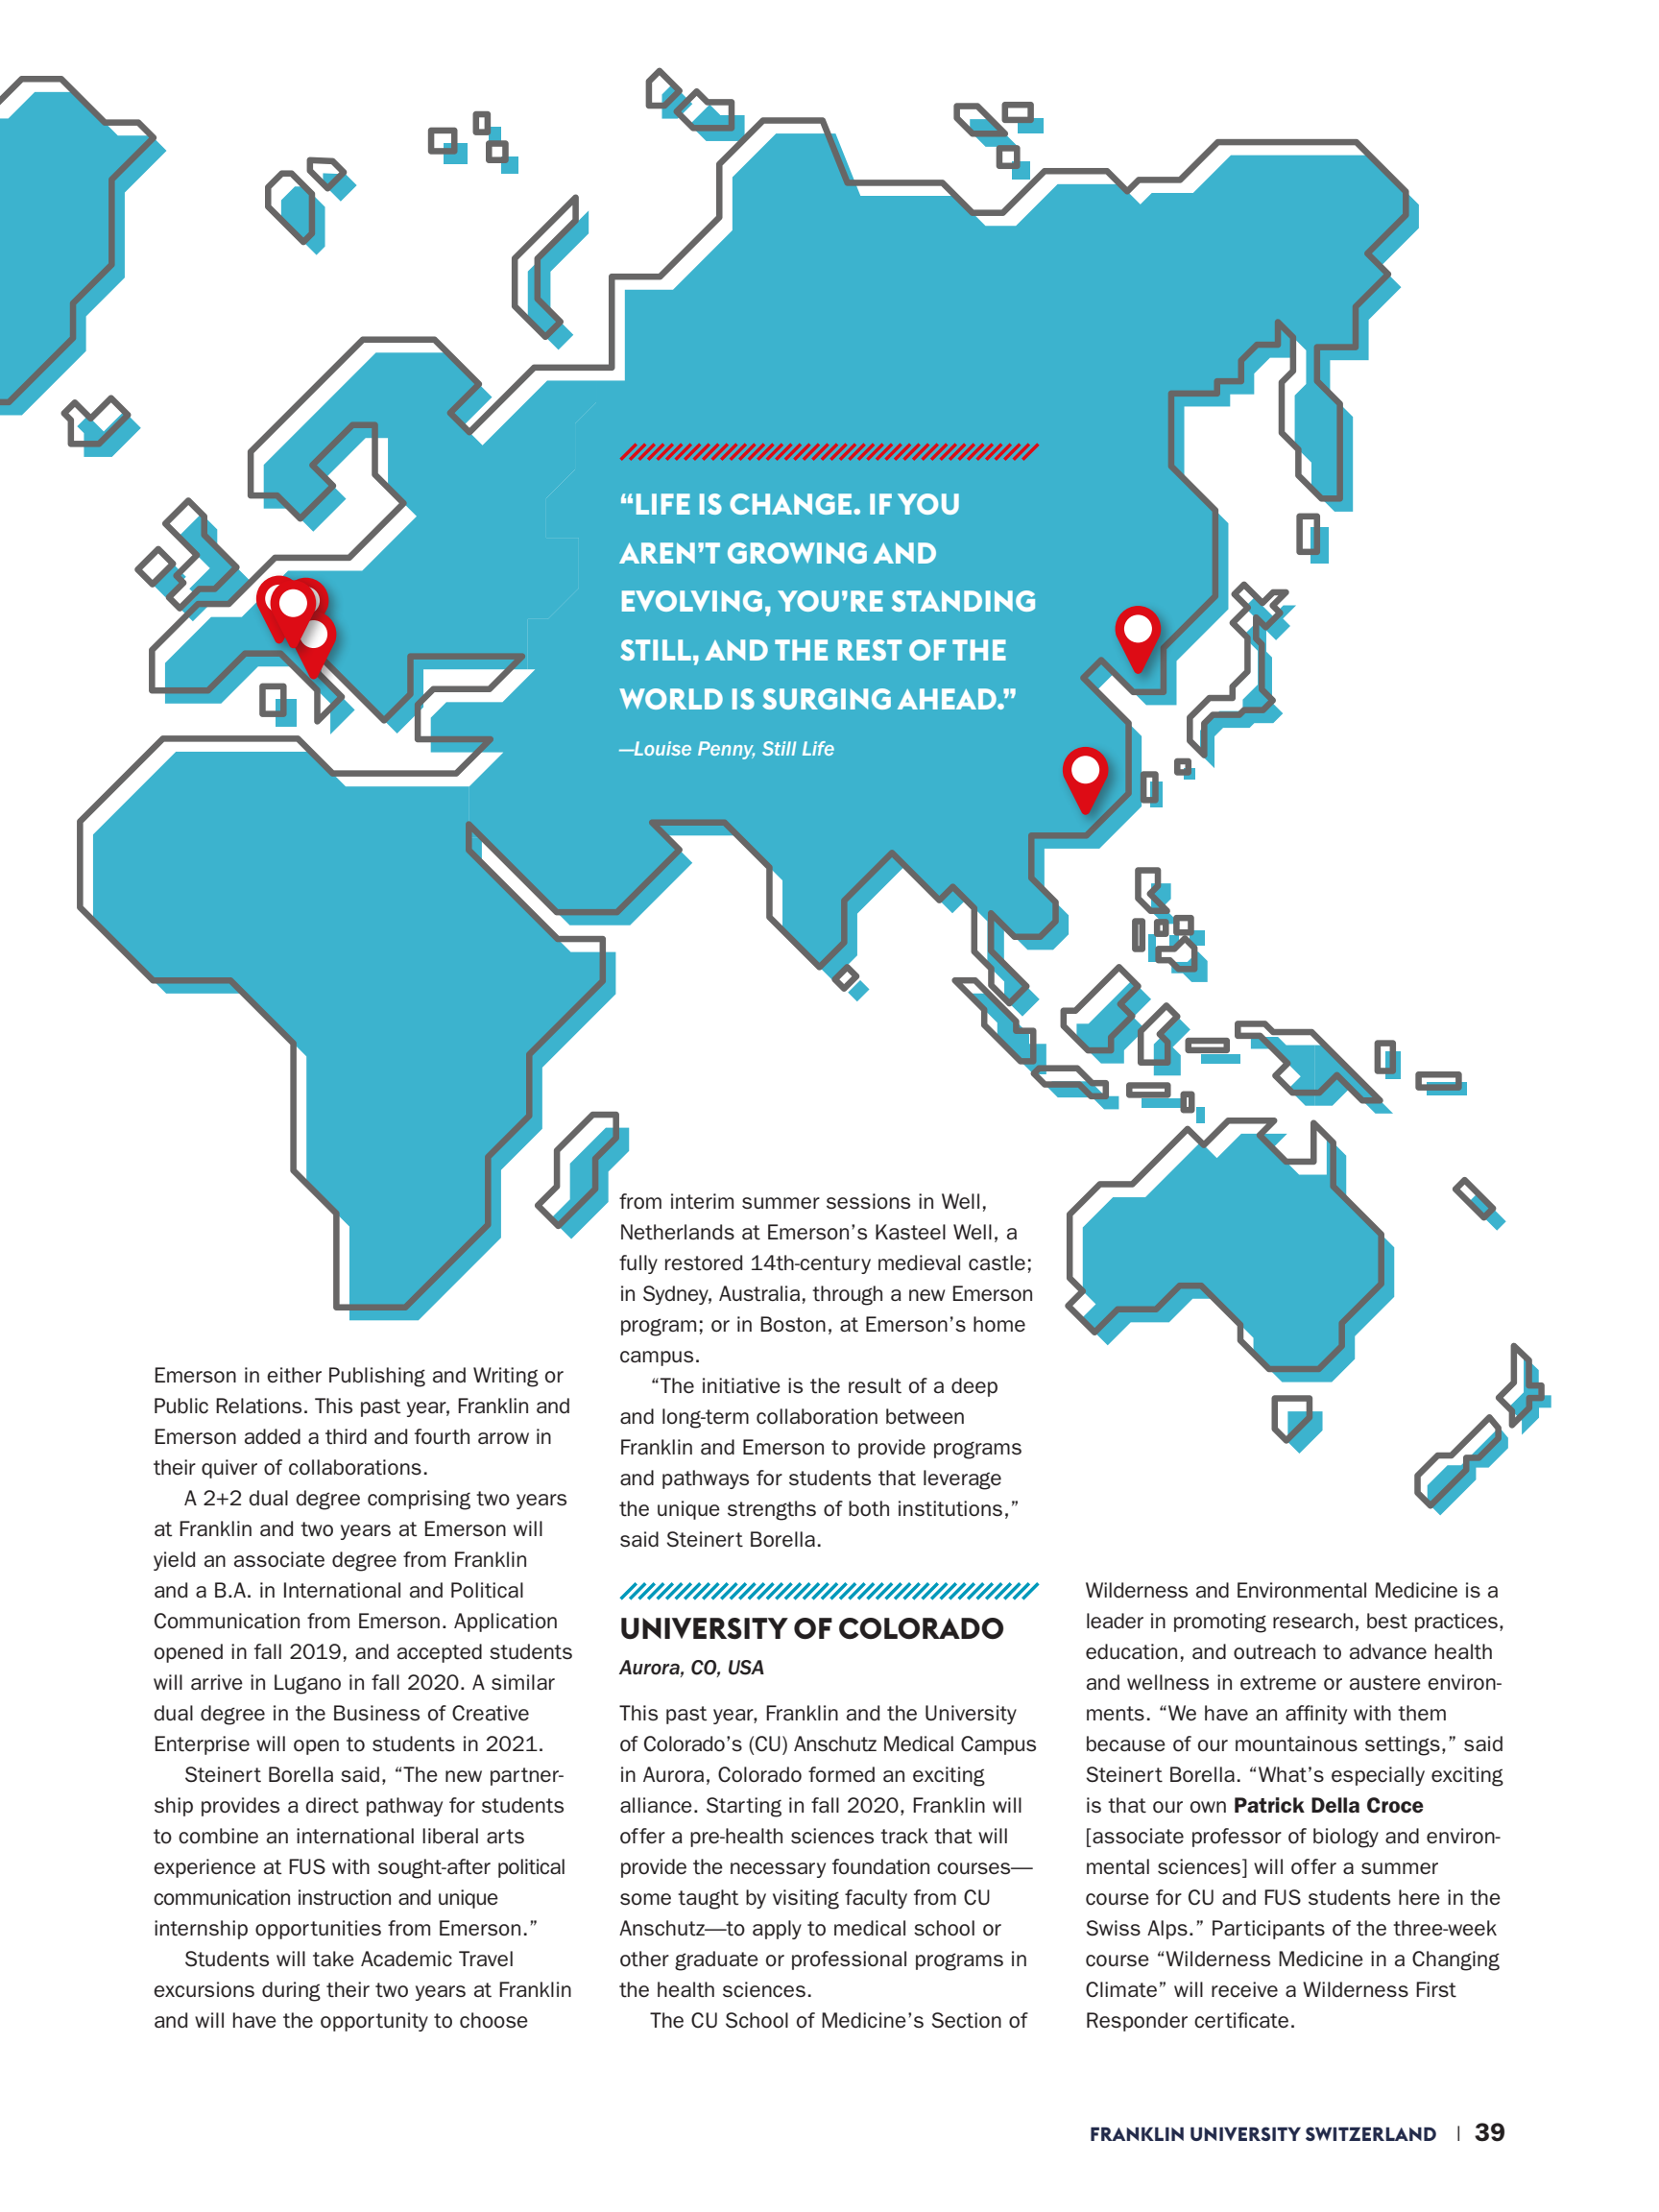 “LIFE IS CHANGE. IF YOU
AREN’T GROWING AND
EVOLVING, YOU’RE STANDING
STILL, AND THE REST OF THE
WORLD IS SURGING AHEAD.”
—Louise Penny, Still Life
Emerson in either Publishing and Writing or
Public Relations. This past year, Franklin and
Emerson added a third and fourth arrow in
their quiver of collaborations.
A 2+2 dual degree comprising two years
at Franklin and two years at Emerson will
yield an associate degree from Franklin
and a B.A. in International and Political
Communication from Emerson. Application
opened in fall 2019, and accepted students
will arrive in Lugano in fall 2020. A similar
dual degree in the Business of Creative
Enterprise will open to students in 2021.
Steinert Borella said, “The new partner-
ship provides a direct pathway for students
to combine an international liberal arts
experience at FUS with sought-after political
communication instruction and unique
internship opportunities from Emerson.”
Students will take Academic Travel
excursions during their two years at Franklin
and will have the opportunity to choose
from interim summer sessions in Well,
Netherlands at Emerson’s Kasteel Well, a
fully restored 14th-century medieval castle;
in Sydney, Australia, through a new Emerson
program; or in Boston, at Emerson’s home
campus.
“The initiative is the result of a deep
and long-term collaboration between
Franklin and Emerson to provide programs
and pathways for students that leverage
the unique strengths of both institutions,”
said Steinert Borella.
UNIVERSITY OF COLORADO
Aurora, CO, USA
This past year, Franklin and the University
of Colorado’s (CU) Anschutz Medical Campus
in Aurora, Colorado formed an exciting
alliance. Starting in fall 2020, Franklin will
offer a pre-health sciences track that will
provide the necessary foundation courses—
some taught by visiting faculty from CU
Anschutz—to apply to medical school or
other graduate or professional programs in
the health sciences.
The CU School of Medicine’s Section of
Wilderness and Environmental Medicine is a
leader in promoting research, best practices,
education, and outreach to advance health
and wellness in extreme or austere environ-
ments. “We have an affinity with them
because of our mountainous settings,” said
Steinert Borella. “What’s especially exciting
is that our own Patrick Della Croce
[associate professor of biology and environ-
mental sciences] will offer a summer
course for CU and FUS students here in the
Swiss Alps.” Participants of the three-week
course “Wilderness Medicine in a Changing
Climate” will receive a Wilderness First
Responder certificate.
FRANKLIN UNIVERSITY SWITZERLAND | 39